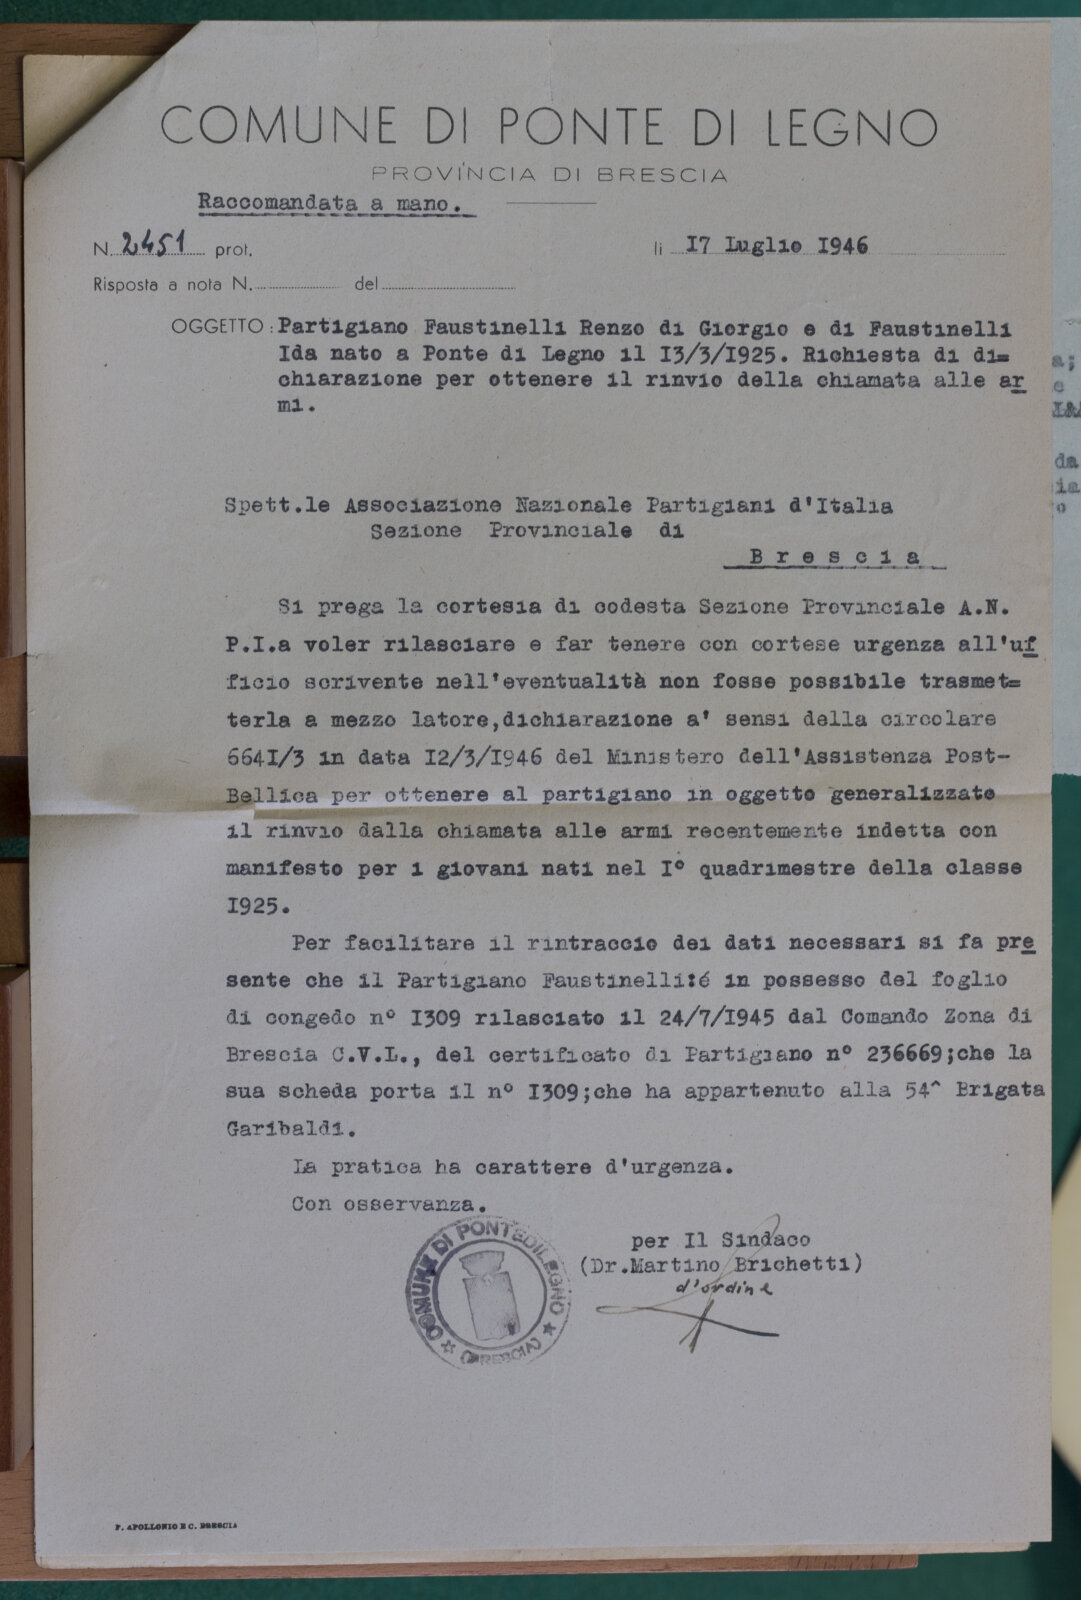 COMUNE DI PONTE DI LEGNO
PROVINCIA DI BRESCIA
Raccomandata a mano.
N. 2451 prot.
li 17 Luglio 1946
Risposta a nota N. del
OGGETTO: Partigiano Faustinelli Renzo di Giorgio e di Faustinelli
Ida nato a Ponte di Legno il I3/3/I925. Richiesta di di=
chiarazione per ottenere il rinvio della chiamata alle ar
mi.
Spett.le Associazione Nazionale Partigiani d'Italia
Sezione Provinciale di
Brescia
Si prega la cortesia di codesta Sezione Provinciale A.N.
P.I.a voler rilasciare e far tenere con cortese urgenza all'uf
ficio scrivente nell'eventualità non fosse possibile trasmet=
terla a mezzo latore,dichiarazione a' sensi della circolare
664I/3 in data I2/3/I946 del Ministero dell'Assistenza Post-
Bellica per ottenere al partigiano in oggetto generalizzato
il rinvio dalla chiamata alle armi recentemente indetta con
manifesto per i giovani nati nel I° quadrimestre della classe
I925.
Per facilitare il rintraccio dei dati necessari si fa pre
sente che il Partigiano Faustinelli:é in possesso del foglio
di congedo n° I309 rilasciato il 24/7/I945 dal Comando Zona di
Brescia C.V.L., del certificato di Partigiano n° 236669;che la
sua scheda porta il n° I309;che ha appartenuto alla 54^ Brigata
Garibaldi.
La pratica ha carattere d'urgenza.
Con osservanza.
per Il Sindaco
(Dr.Martino Brichetti)
d'ordine
COMUNE DI PONTEDILEGNO
(BRESCIA)
F. APOLLONIO E C. BRESCIA